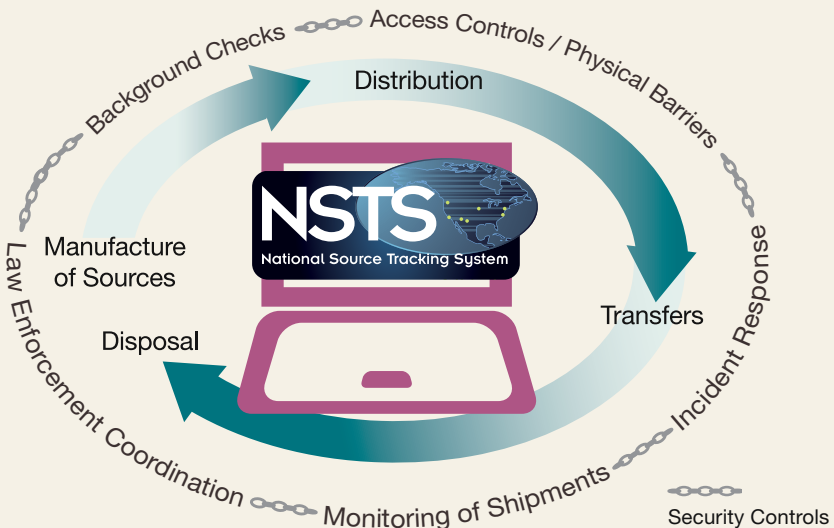 Background Checks
Access Controls / Physical Barriers
Distribution
NSTS
National Source Tracking System
Manufacture
of Sources
Transfers
Disposal
Incident Response
Law Enforcement Coordination
Monitoring of Shipments
Security Controls